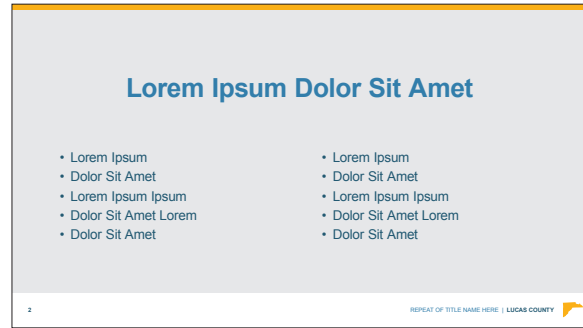 Lorem Ipsum Dolor Sit Amet
• Lorem Ipsum
• Dolor Sit Amet
• Lorem Ipsum Ipsum
• Dolor Sit Amet Lorem
• Dolor Sit Amet
• Lorem Ipsum
• Dolor Sit Amet
• Lorem Ipsum Ipsum
• Dolor Sit Amet Lorem
• Dolor Sit Amet
2
REPEAT OF TITLE NAME HERE | LUCAS COUNTY